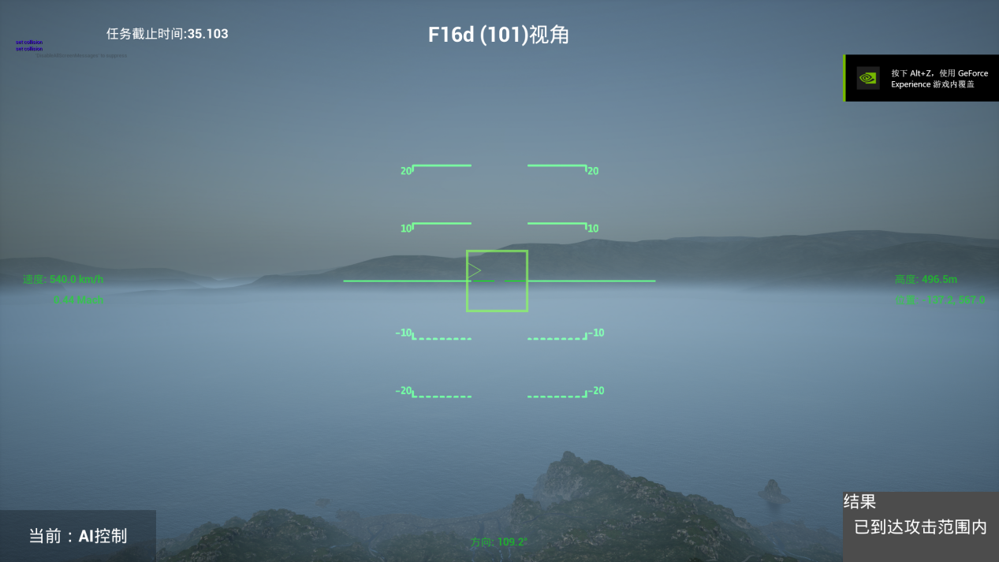 任务截止时间:35.103
F16d (101)视角
set collision
set collision
按下 Alt+Z，使用 GeForce
Experience 游戏内覆盖
20 20
10 10
速度: 540.0 km/h
0.44 Mach
高度: 496.5m
位置: -137.2, 567.0
-10 -10
-20 -20
结果
已到达攻击范围内
当前：AI控制
方向: 109.2°